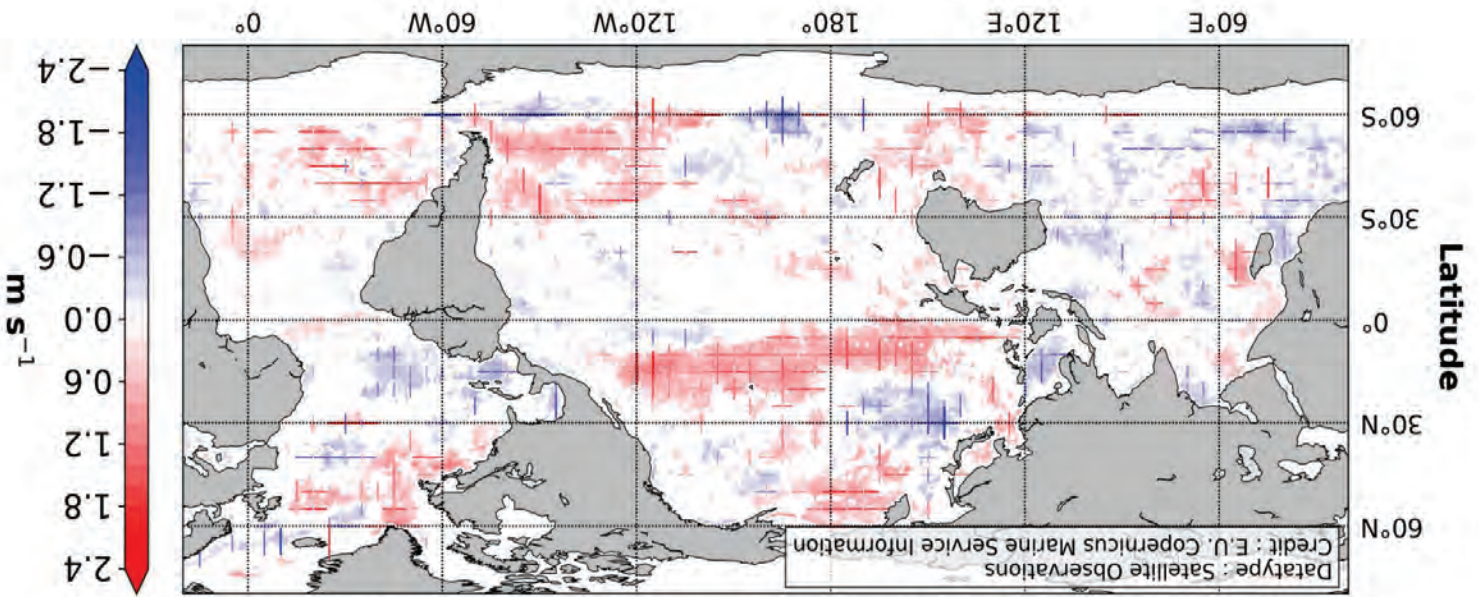 Datatype : Satellite Observations
Credit : E.U. Copernicus Marine Service Information
Latitude
60°N
30°N
0°
30°S
60°S
60°E
120°E
180°
120°W
60°W
0°
2.4
1.8
1.2
0.6
0.0
−0.6
−1.2
−1.8
−2.4
m s⁻¹